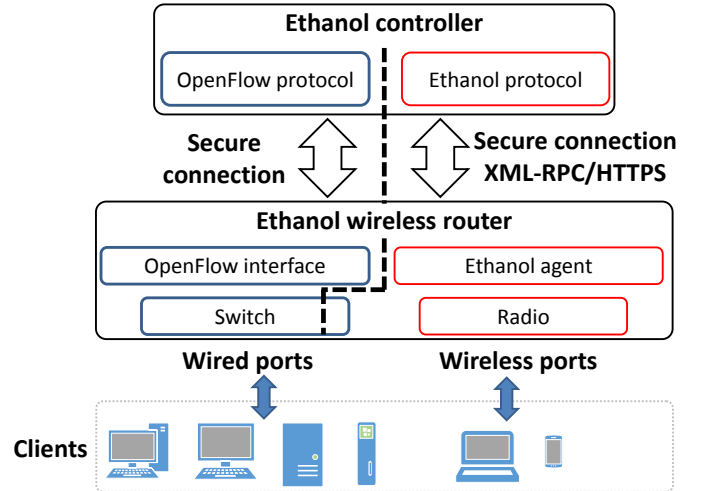 Ethanol controller
OpenFlow protocol
Ethanol protocol
Secure
connection
Secure connection
XML-RPC/HTTPS
Ethanol wireless router
OpenFlow interface
Ethanol agent
Switch
Radio
Wired ports
Wireless ports
Clients